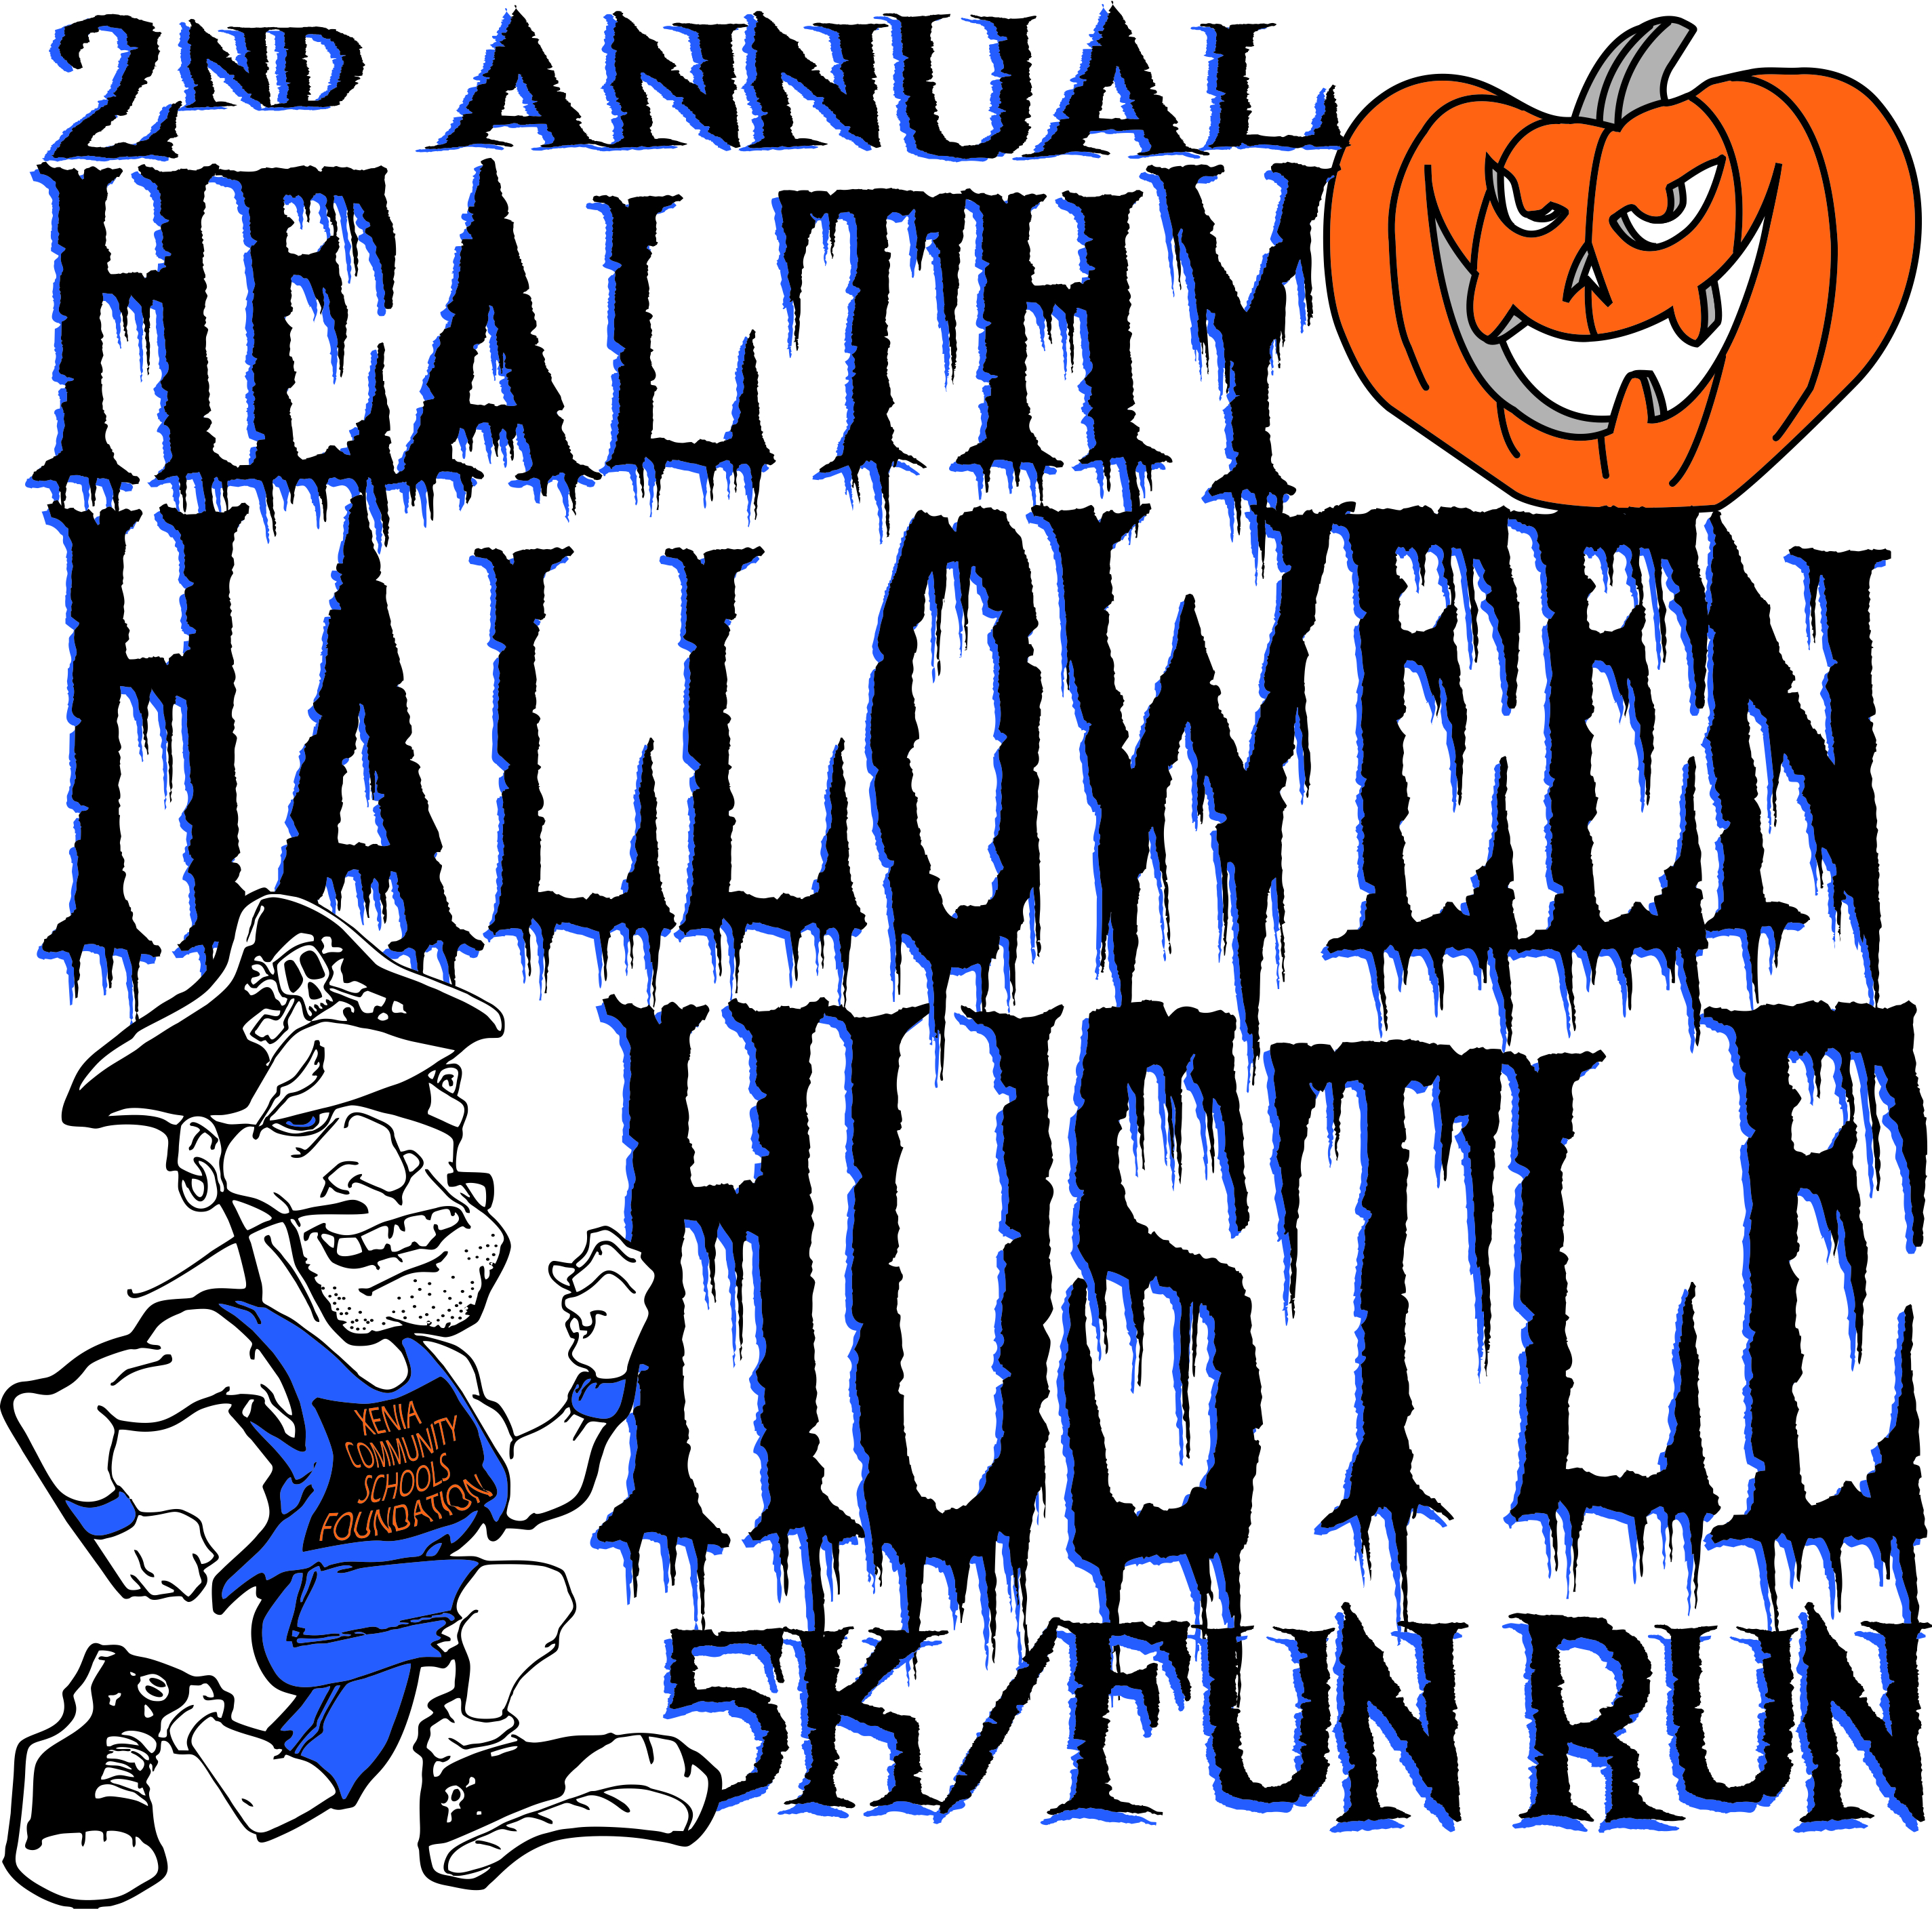 2ND ANNUAL
HEALTHY
HALLOWEEN
HUSTLE
XENIA
COMMUNITY
SCHOOLS
FOUNDATION
5K/FUN RUN